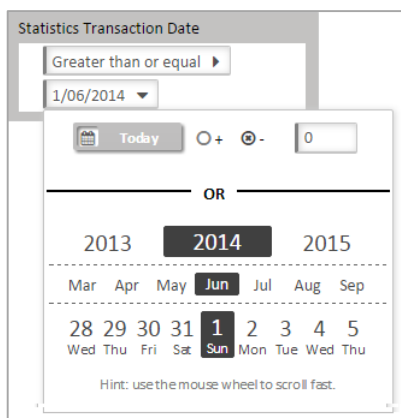 Statistics Transaction Date
Greater than or equal
1/06/2014
Today + - 0
OR
2013 2014 2015
Mar Apr May Jun Jul Aug Sep
28 29 30 31 1 2 3 4 5
Wed Thu Fri Sat Sun Mon Tue Wed Thu
Hint: use the mouse wheel to scroll fast.